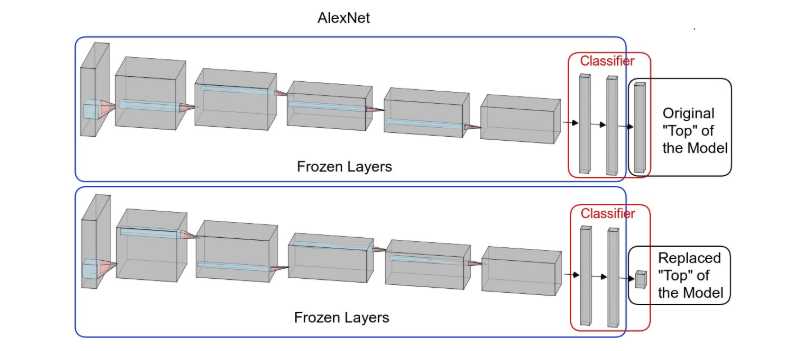 AlexNet
Classifier
Original
"Top" of
the Model
Frozen Layers
Classifier
Replaced
"Top" of
the Model
Frozen Layers